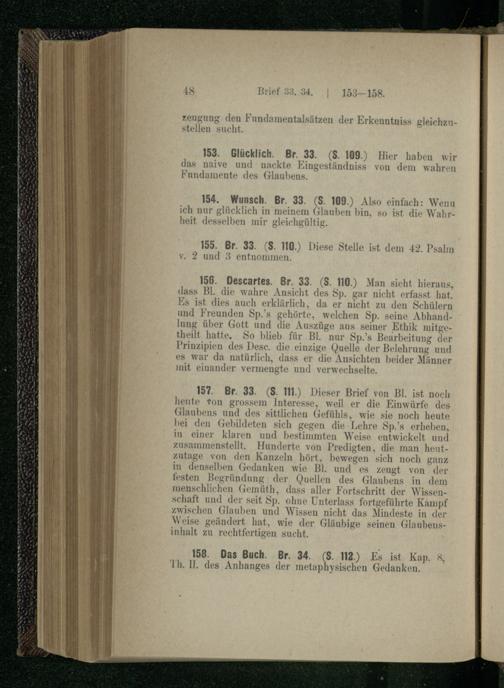 48 Brief 33. 34. | 153—158.
zeugung den Fundamentalsätzen der Erkenntniss gleichzu-
stellen sucht.
153. Glücklich. Br. 33. (S. 109.) Hier haben wir
das naive und nackte Eingeständniss von dem wahren
Fundamente des Glaubens.
154. Wunsch. Br. 33. (S. 109.) Also einfach: Wenn
ich nur glücklich in meinem Glauben bin, so ist die Wahr-
heit desselben mir gleichgültig.
155. Br. 33. (S. 110.) Diese Stelle ist dem 42. Psalm
v. 2 und 3 entnommen.
156. Descartes. Br. 33. (S. 110.) Man sieht hieraus,
dass Bl. die wahre Ansicht des Sp. gar nicht erfasst hat.
Es ist dies auch erklärlich, da er nicht zu den Schülern
und Freunden Sp.'s gehörte, welchen Sp. seine Abhand-
lung über Gott und die Auszüge aus seiner Ethik mitge-
theilt hatte. So blieb für Bl. nur Sp.'s Bearbeitung der
Prinzipien des Desc. die einzige Quelle der Belehrung und
es war da natürlich, dass er die Ansichten beider Männer
mit einander vermengte und verwechselte.
157. Br. 33. (S. 111.) Dieser Brief von Bl. ist noch
heute von grossem Interesse, weil er die Einwürfe des
Glaubens und des sittlichen Gefühls, wie sie noch heute
bei den Gebildeten sich gegen die Lehre Sp.'s erheben,
in einer klaren und bestimmten Weise entwickelt und
zusammenstellt. Hunderte von Predigten, die man heut-
zutage von den Kanzeln hört, bewegen sich noch ganz
in denselben Gedanken wie Bl. und es zeugt von der
festen Begründung der Quellen des Glaubens in dem
menschlichen Gemüth, dass aller Fortschritt der Wissen-
schaft und der seit Sp. ohne Unterlass fortgeführte Kampf
zwischen Glauben und Wissen nicht das Mindeste in der
Weise geändert hat, wie der Gläubige seinen Glaubens-
inhalt zu rechtfertigen sucht.
158. Das Buch. Br. 34. (S. 112.) Es ist Kap. 8,
Th. II. des Anhanges der metaphysischen Gedanken.